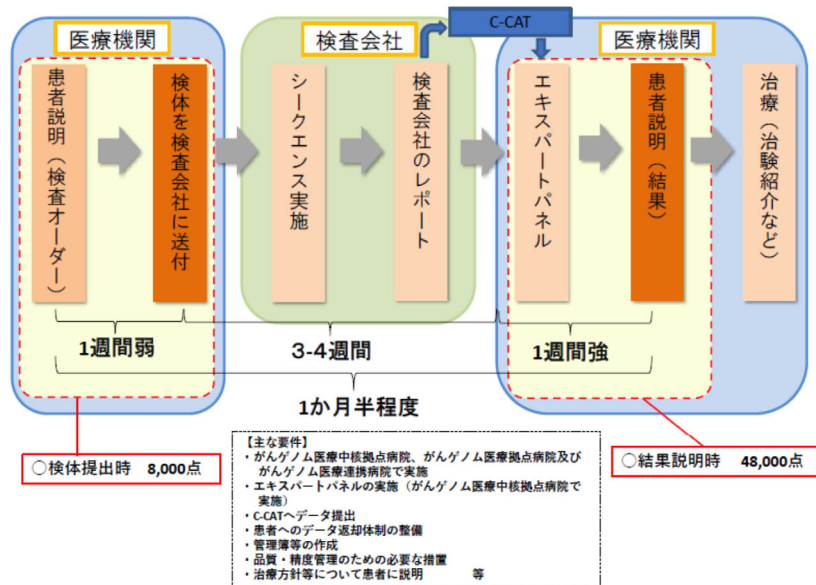 医療機関
検査会社
C-CAT
医療機関
患者説明（検査オーダー）
検体を検査会社に送付
シークエンス実施
検査会社のレポート
エキスパートパネル
患者説明（結果）
治療（治験紹介など）
1週間弱
3-4週間
1週間強
1か月半程度
○検体提出時 8,000点
○結果説明時 48,000点
【主な要件】
・がんゲノム医療中核拠点病院、がんゲノム医療拠点病院及び
がんゲノム医療連携病院で実施
・エキスパートパネルの実施（がんゲノム医療中核拠点病院で
実施）
・C-CATへデータ提出
・患者へのデータ返却体制の整備
・管理簿等の作成
・品質・精度管理のための必要な措置
・治療方針等について患者に説明 等